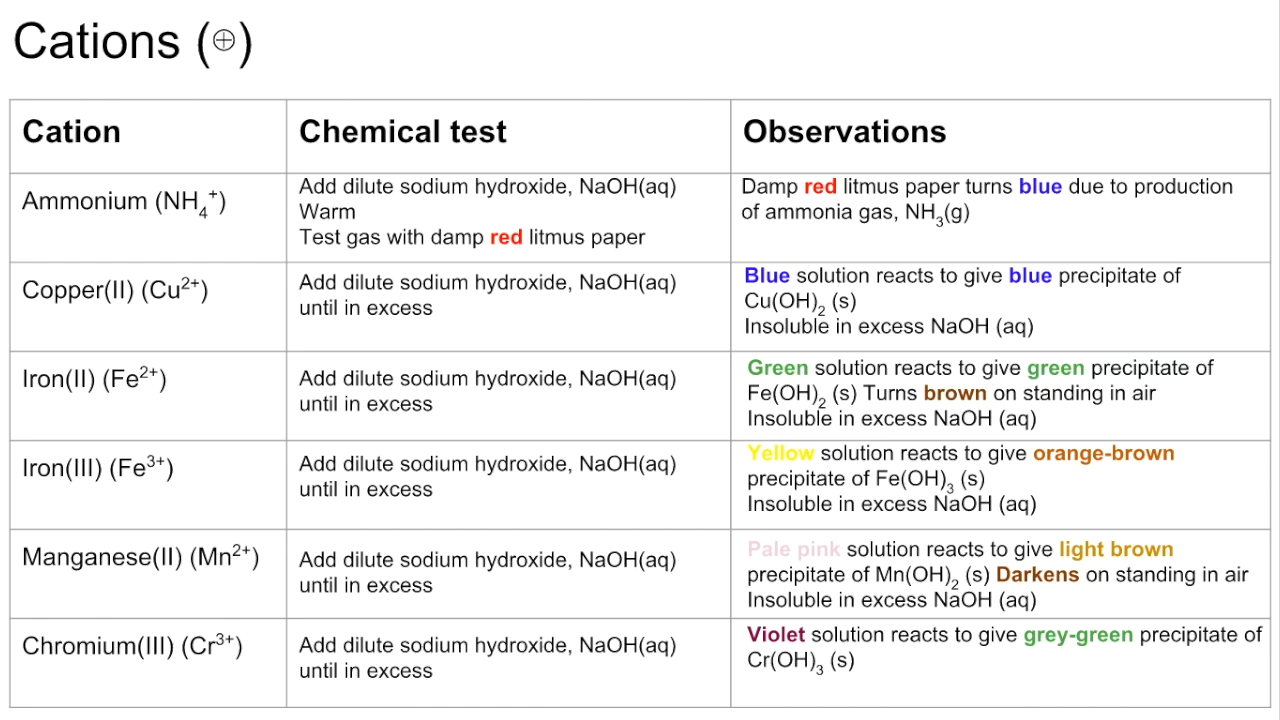 Cations (⊕)
Cation
Chemical test
Observations
Ammonium (NH₄⁺)
Add dilute sodium hydroxide, NaOH(aq)
Warm
Test gas with damp red litmus paper
Damp red litmus paper turns blue due to production
of ammonia gas, NH₃(g)
Copper(II) (Cu²⁺)
Add dilute sodium hydroxide, NaOH(aq)
until in excess
Blue solution reacts to give blue precipitate of
Cu(OH)₂ (s)
Insoluble in excess NaOH (aq)
Iron(II) (Fe²⁺)
Add dilute sodium hydroxide, NaOH(aq)
until in excess
Green solution reacts to give green precipitate of
Fe(OH)₂ (s) Turns brown on standing in air
Insoluble in excess NaOH (aq)
Iron(III) (Fe³⁺)
Add dilute sodium hydroxide, NaOH(aq)
until in excess
Yellow solution reacts to give orange-brown
precipitate of Fe(OH)₃ (s)
Insoluble in excess NaOH (aq)
Manganese(II) (Mn²⁺)
Add dilute sodium hydroxide, NaOH(aq)
until in excess
Pale pink solution reacts to give light brown
precipitate of Mn(OH)₂ (s) Darkens on standing in air
Insoluble in excess NaOH (aq)
Chromium(III) (Cr³⁺)
Add dilute sodium hydroxide, NaOH(aq)
until in excess
Violet solution reacts to give grey-green precipitate of
Cr(OH)₃ (s)